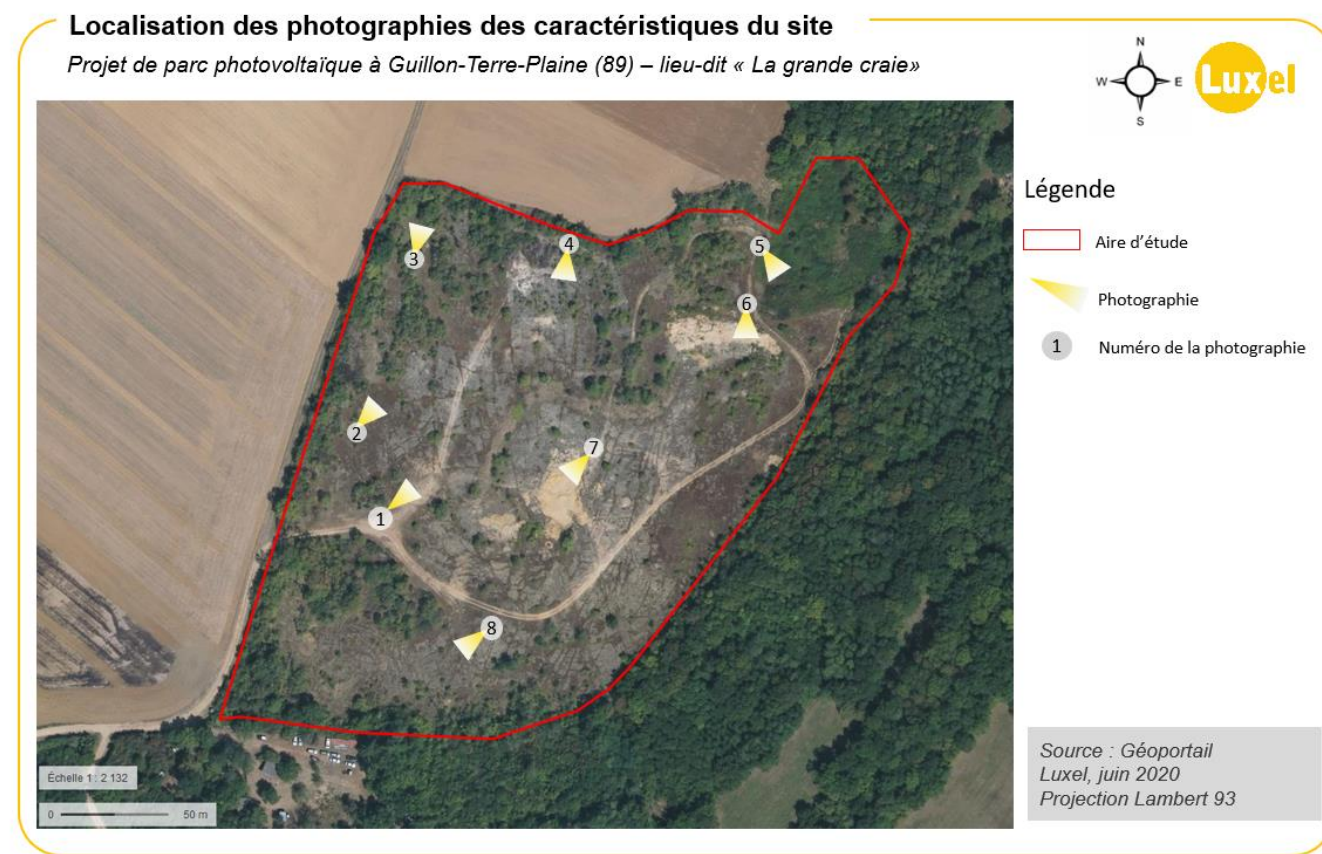 Localisation des photographies des caractéristiques du site
Projet de parc photovoltaïque à Guillon-Terre-Plaine (89) – lieu-dit « La grande craie»
N
W E
S
Luxel
Légende
Aire d'étude
Photographie
1 Numéro de la photographie
4
5
3
6
2
7
1
8
Échelle 1 : 2 132
0 50 m
Source : Géoportail
Luxel, juin 2020
Projection Lambert 93